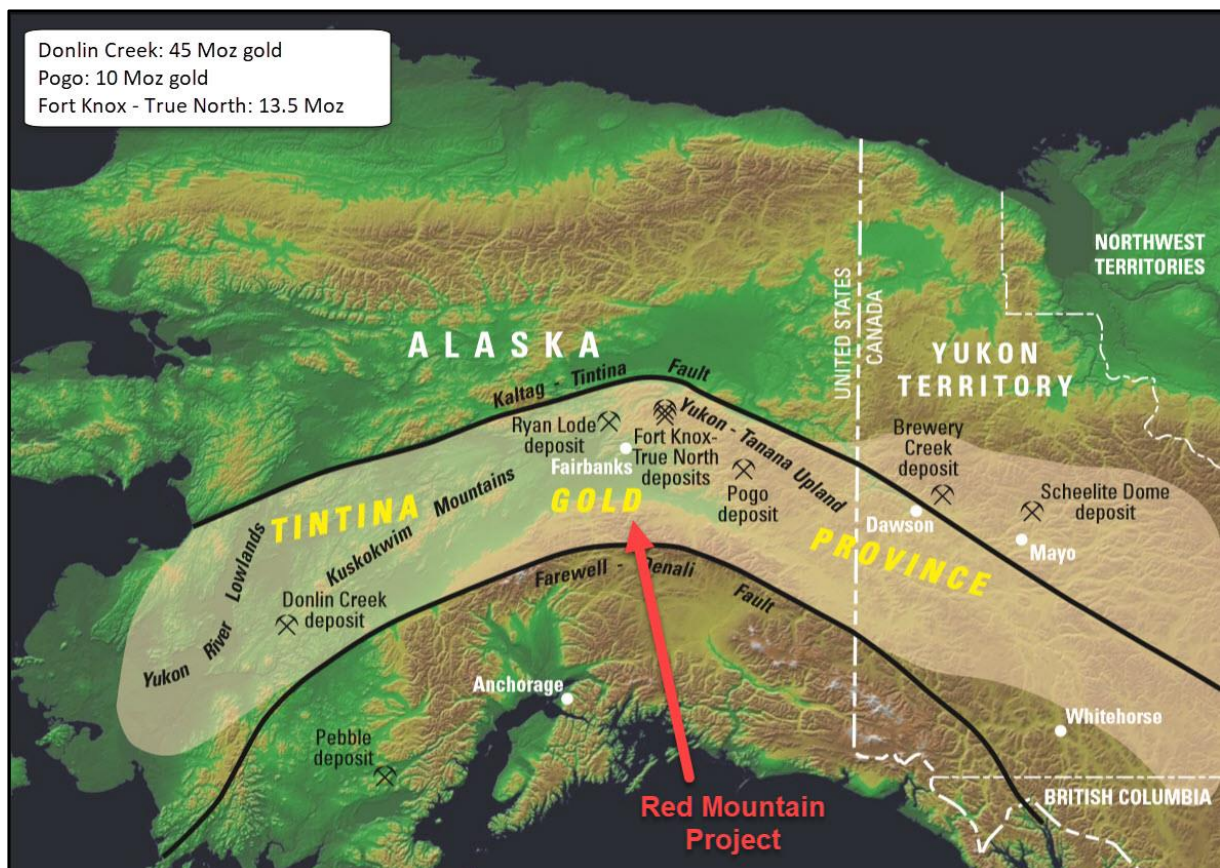 Donlin Creek: 45 Moz gold
Pogo: 10 Moz gold
Fort Knox - True North: 13.5 Moz
NORTHWEST
TERRITORIES
UNITED STATES
CANADA
ALASKA
YUKON
TERRITORY
Kaltag - Tintina Fault
Ryan Lode
deposit
Fairbanks
Fort Knox-
True North
deposits
Yukon - Tanana Upland
Pogo
deposit
Brewery
Creek
deposit
Dawson
Scheelite Dome
deposit
Mayo
TINTINA GOLD PROVINCE
Yukon River Lowlands
Kuskokwim Mountains
Donlin Creek
deposit
Farewell - Denali Fault
Anchorage
Whitehorse
Pebble
deposit
BRITISH COLUMBIA
Red Mountain
Project